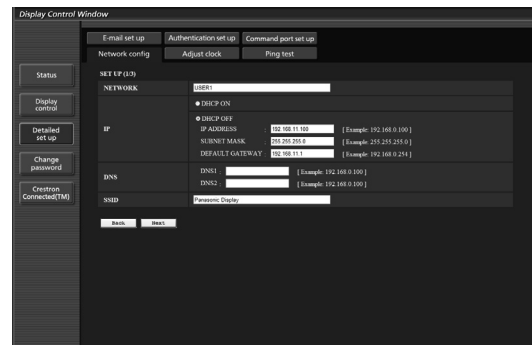 Display Control Window
E-mail set up
Authentication set up
Command port set up
Network config
Adjust clock
Ping test
Status
Display control
Detailed set up
Change password
Crestron Connected(TM)
SET UP (1/3)
NETWORK
USER1
IP
DHCP ON
DHCP OFF
IP ADDRESS : 192.168.11.100 [ Example: 192.168.0.100 ]
SUBNET MASK : 255.255.255.0 [ Example: 255.255.255.0 ]
DEFAULT GATEWAY : 192.168.11.1 [ Example: 192.168.0.254 ]
DNS
DNS1 : [ Example: 192.168.0.100 ]
DNS2 : [ Example: 192.168.0.100 ]
SSID
Panasonic Display
Back
Next